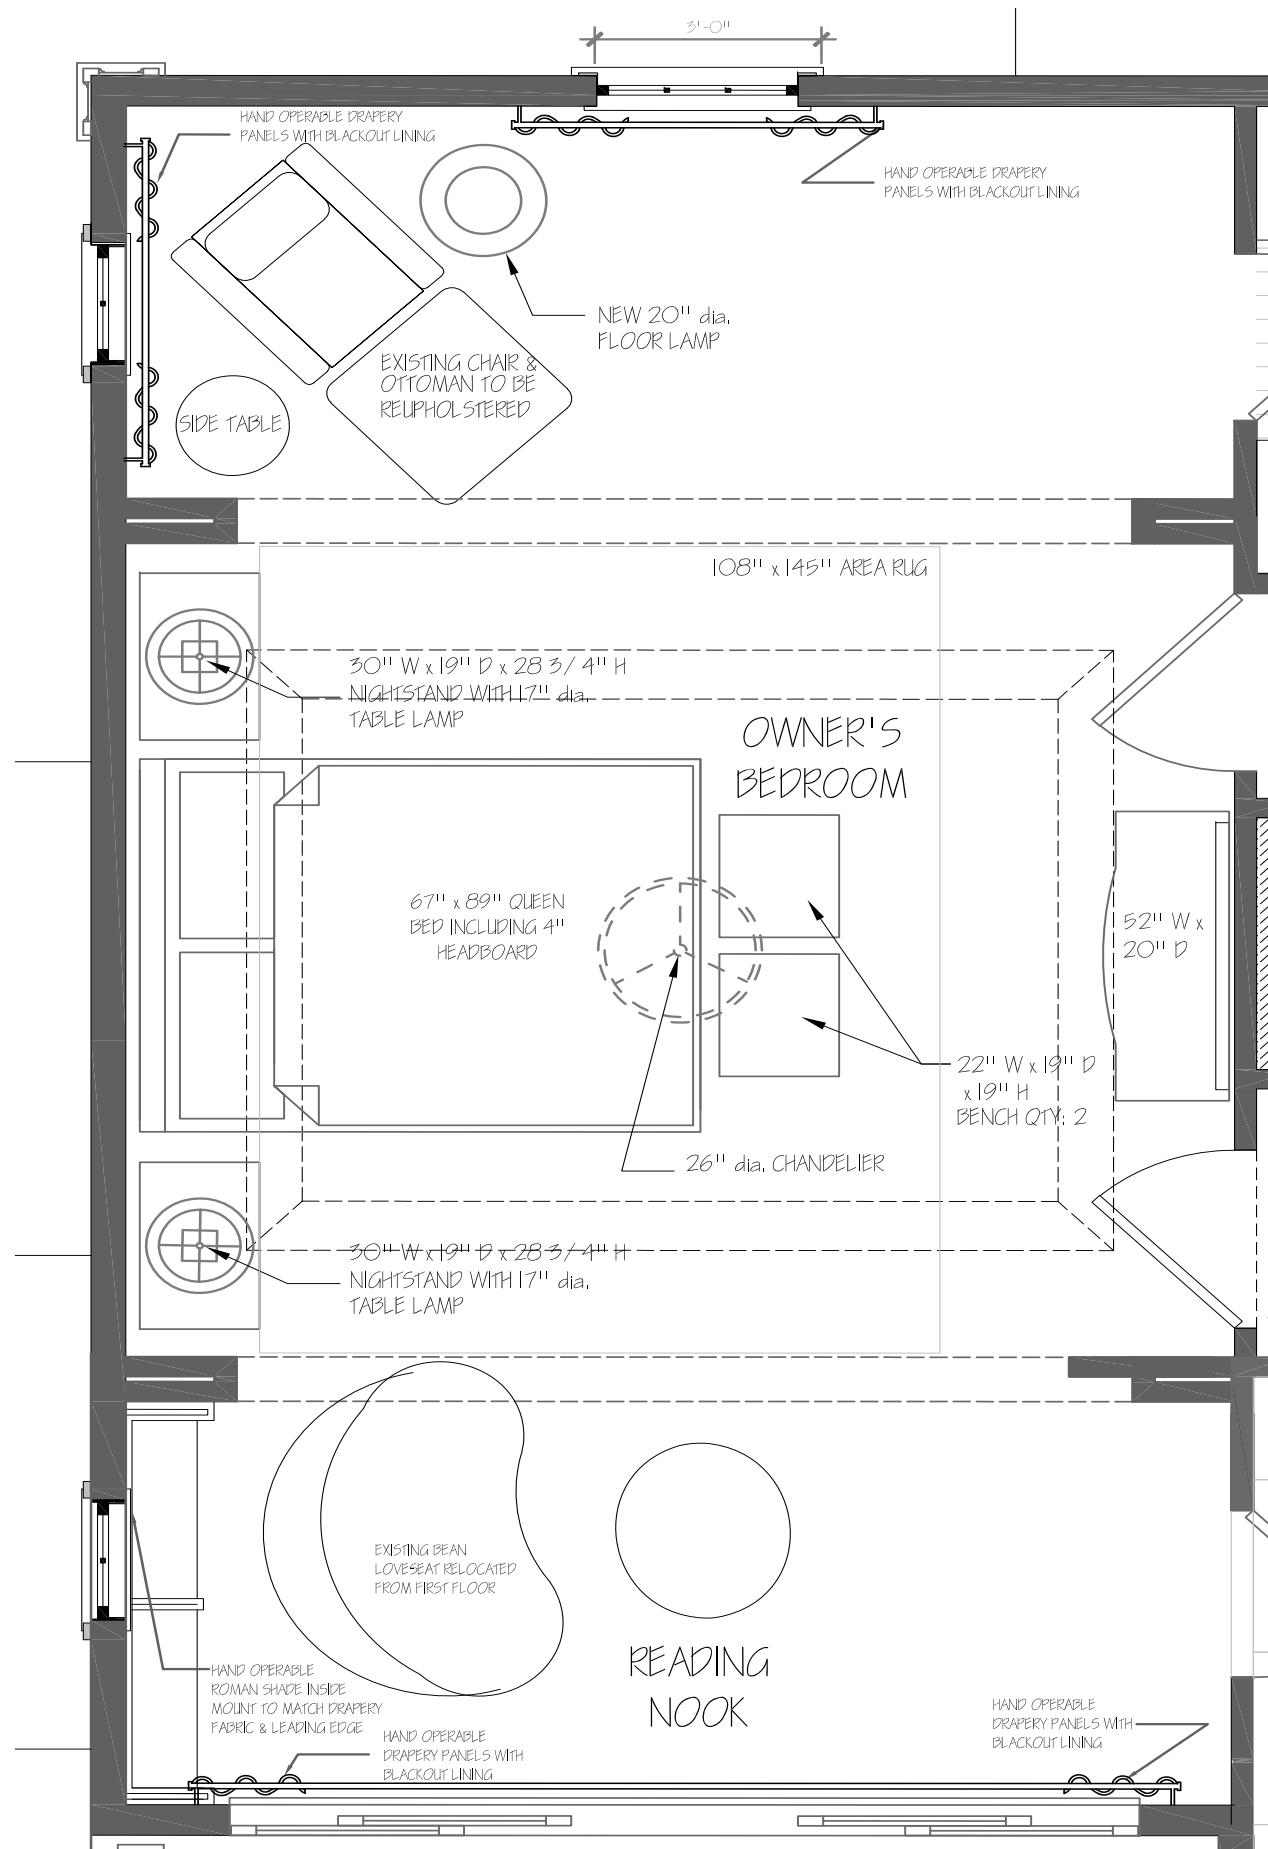 3'-0"
HAND OPERABLE DRAPERY
PANELS WITH BLACKOUT LINING
HAND OPERABLE DRAPERY
PANELS WITH BLACKOUT LINING
NEW 20" dia.
FLOOR LAMP
EXISTING CHAIR &
OTTOMAN TO BE
REUPHOLSTERED
SIDE TABLE
108" x 145" AREA RUG
30" W x 19" D x 28 3/4" H
NIGHTSTAND WITH 17" dia.
TABLE LAMP
OWNER'S
BEDROOM
67" x 89" QUEEN
BED INCLUDING 4"
HEADBOARD
52" W x
20" D
22" W x 19" D
x 19" H
BENCH QTY: 2
26" dia. CHANDELIER
30" W x 19" D x 28 3/4" H
NIGHTSTAND WITH 17" dia.
TABLE LAMP
EXISTING BEAN
LOVESEAT RELOCATED
FROM FIRST FLOOR
READING
NOOK
HAND OPERABLE
ROMAN SHADE INSIDE
MOUNT TO MATCH DRAPERY
FABRIC & LEADING EDGE
HAND OPERABLE
DRAPERY PANELS WITH
BLACKOUT LINING
HAND OPERABLE
DRAPERY PANELS WITH
BLACKOUT LINING